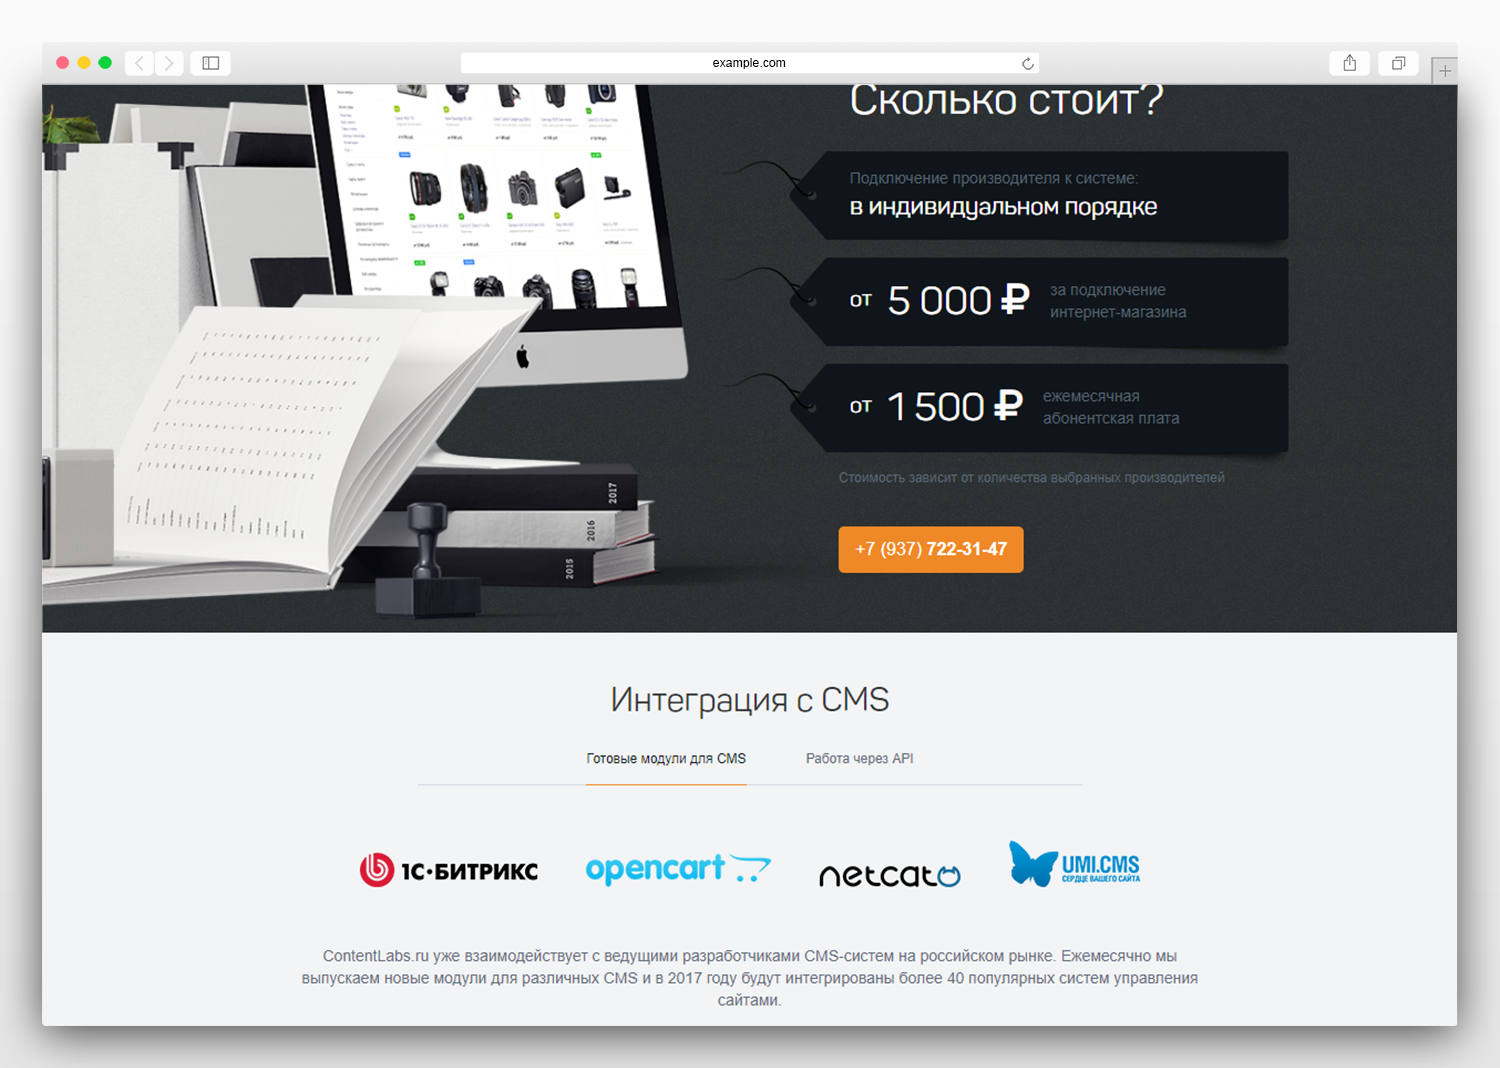 example.com
Сколько стоит?
Подключение производителя к системе:
в индивидуальном порядке
от 5 000 ₽ за подключение
интернет-магазина
от 1 500 ₽ ежемесячная
абонентская плата
Стоимость зависит от количества выбранных производителей
+7 (937) 722-31-47
2017
2016
2015
Интеграция с CMS
Готовые модули для CMS
Работа через API
1С·БИТРИКС
opencart
netcat
UMI.CMS
СЕРДЦЕ ВАШЕГО САЙТА
ContentLabs.ru уже взаимодействует с ведущими разработчиками CMS-систем на российском рынке. Ежемесячно мы
выпускаем новые модули для различных CMS и в 2017 году будут интегрированы более 40 популярных систем управления
сайтами.